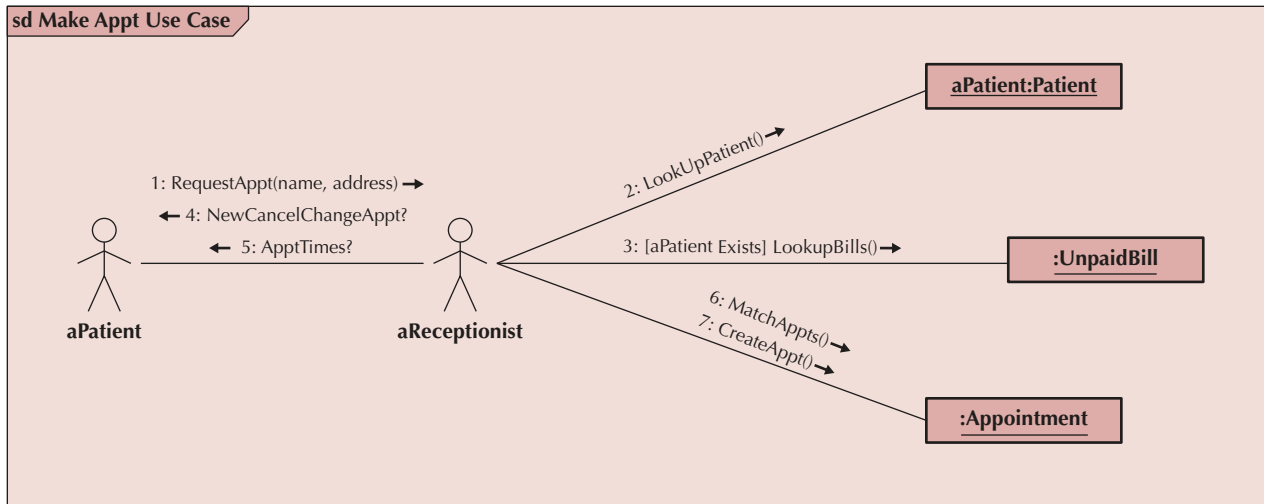 sd Make Appt Use Case
aPatient:Patient
2: LookUpPatient()
1: RequestAppt(name, address)
4: NewCancelChangeAppt?
5: ApptTimes?
3: [aPatient Exists] LookupBills()
:UnpaidBill
aPatient
aReceptionist
6: MatchAppts()
7: CreateAppt()
:Appointment